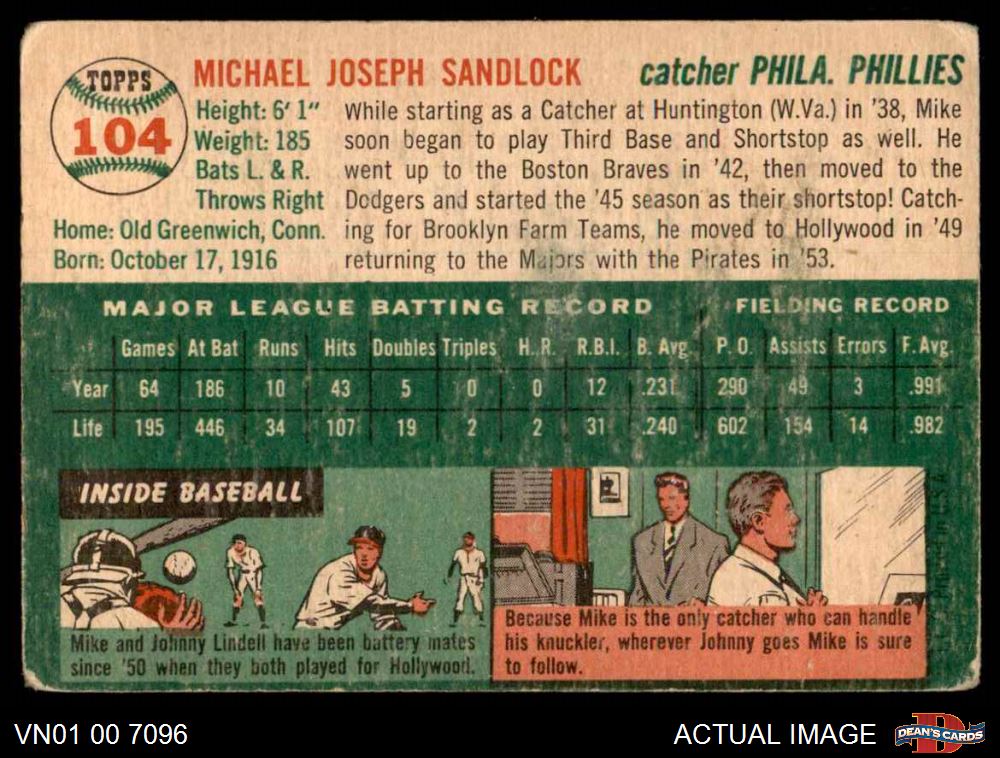 TOPPS
104
MICHAEL JOSEPH SANDLOCK
catcher PHILA. PHILLIES
Height: 6' 1"
Weight: 185
Bats L. & R.
Throws Right
Home: Old Greenwich, Conn.
Born: October 17, 1916
While starting as a Catcher at Huntington (W.Va.) in '38, Mike
soon began to play Third Base and Shortstop as well. He
went up to the Boston Braves in '42, then moved to the
Dodgers and started the '45 season as their shortstop! Catch-
ing for Brooklyn Farm Teams, he moved to Hollywood in '49
returning to the Majors with the Pirates in '53.
MAJOR LEAGUE BATTING RECORD FIELDING RECORD
Games At Bat Runs Hits Doubles Triples H.R. R.B.I. B. Avg. P.O. Assists Errors F. Avg.
Year 64 186 10 43 5 0 0 12 .231 290 49 3 .991
Life 195 446 34 107 19 2 2 31 .240 602 154 14 .982
INSIDE BASEBALL
Mike and Johnny Lindell have been battery mates
since '50 when they both played for Hollywood.
Because Mike is the only catcher who can handle
his knuckler, wherever Johnny goes Mike is sure
to follow.
VN01 00 7096
ACTUAL IMAGE
D
DEAN'S CARDS